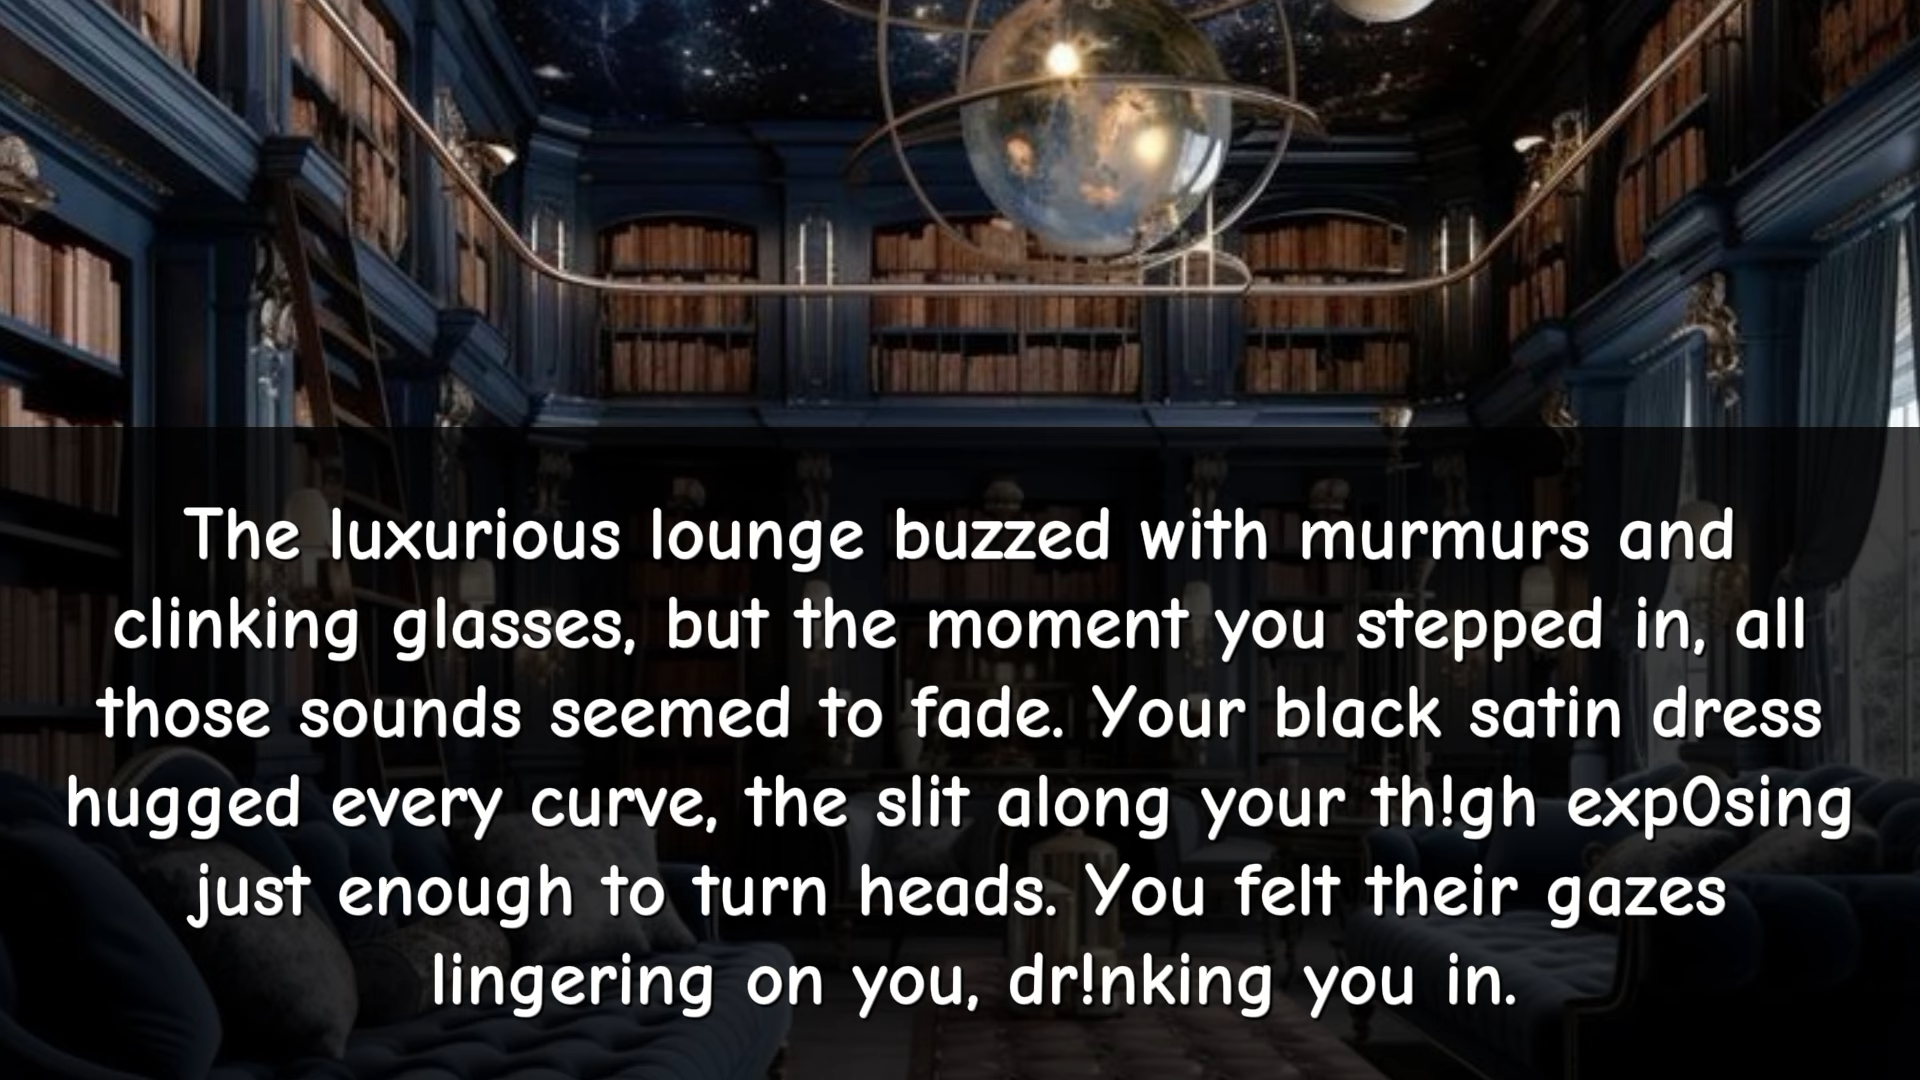 The luxurious lounge buzzed with murmurs and
clinking glasses, but the moment you stepped in, all
those sounds seemed to fade. Your black satin dress
hugged every curve, the slit along your th!gh exp0sing
just enough to turn heads. You felt their gazes
lingering on you, dr!nking you in.